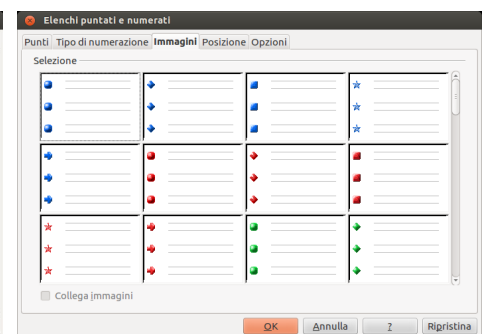 Elenchi puntati e numerati
Punti Tipo di numerazione Immagini Posizione Opzioni
Selezione
Collega immagini
OK Annulla ? Ripristina